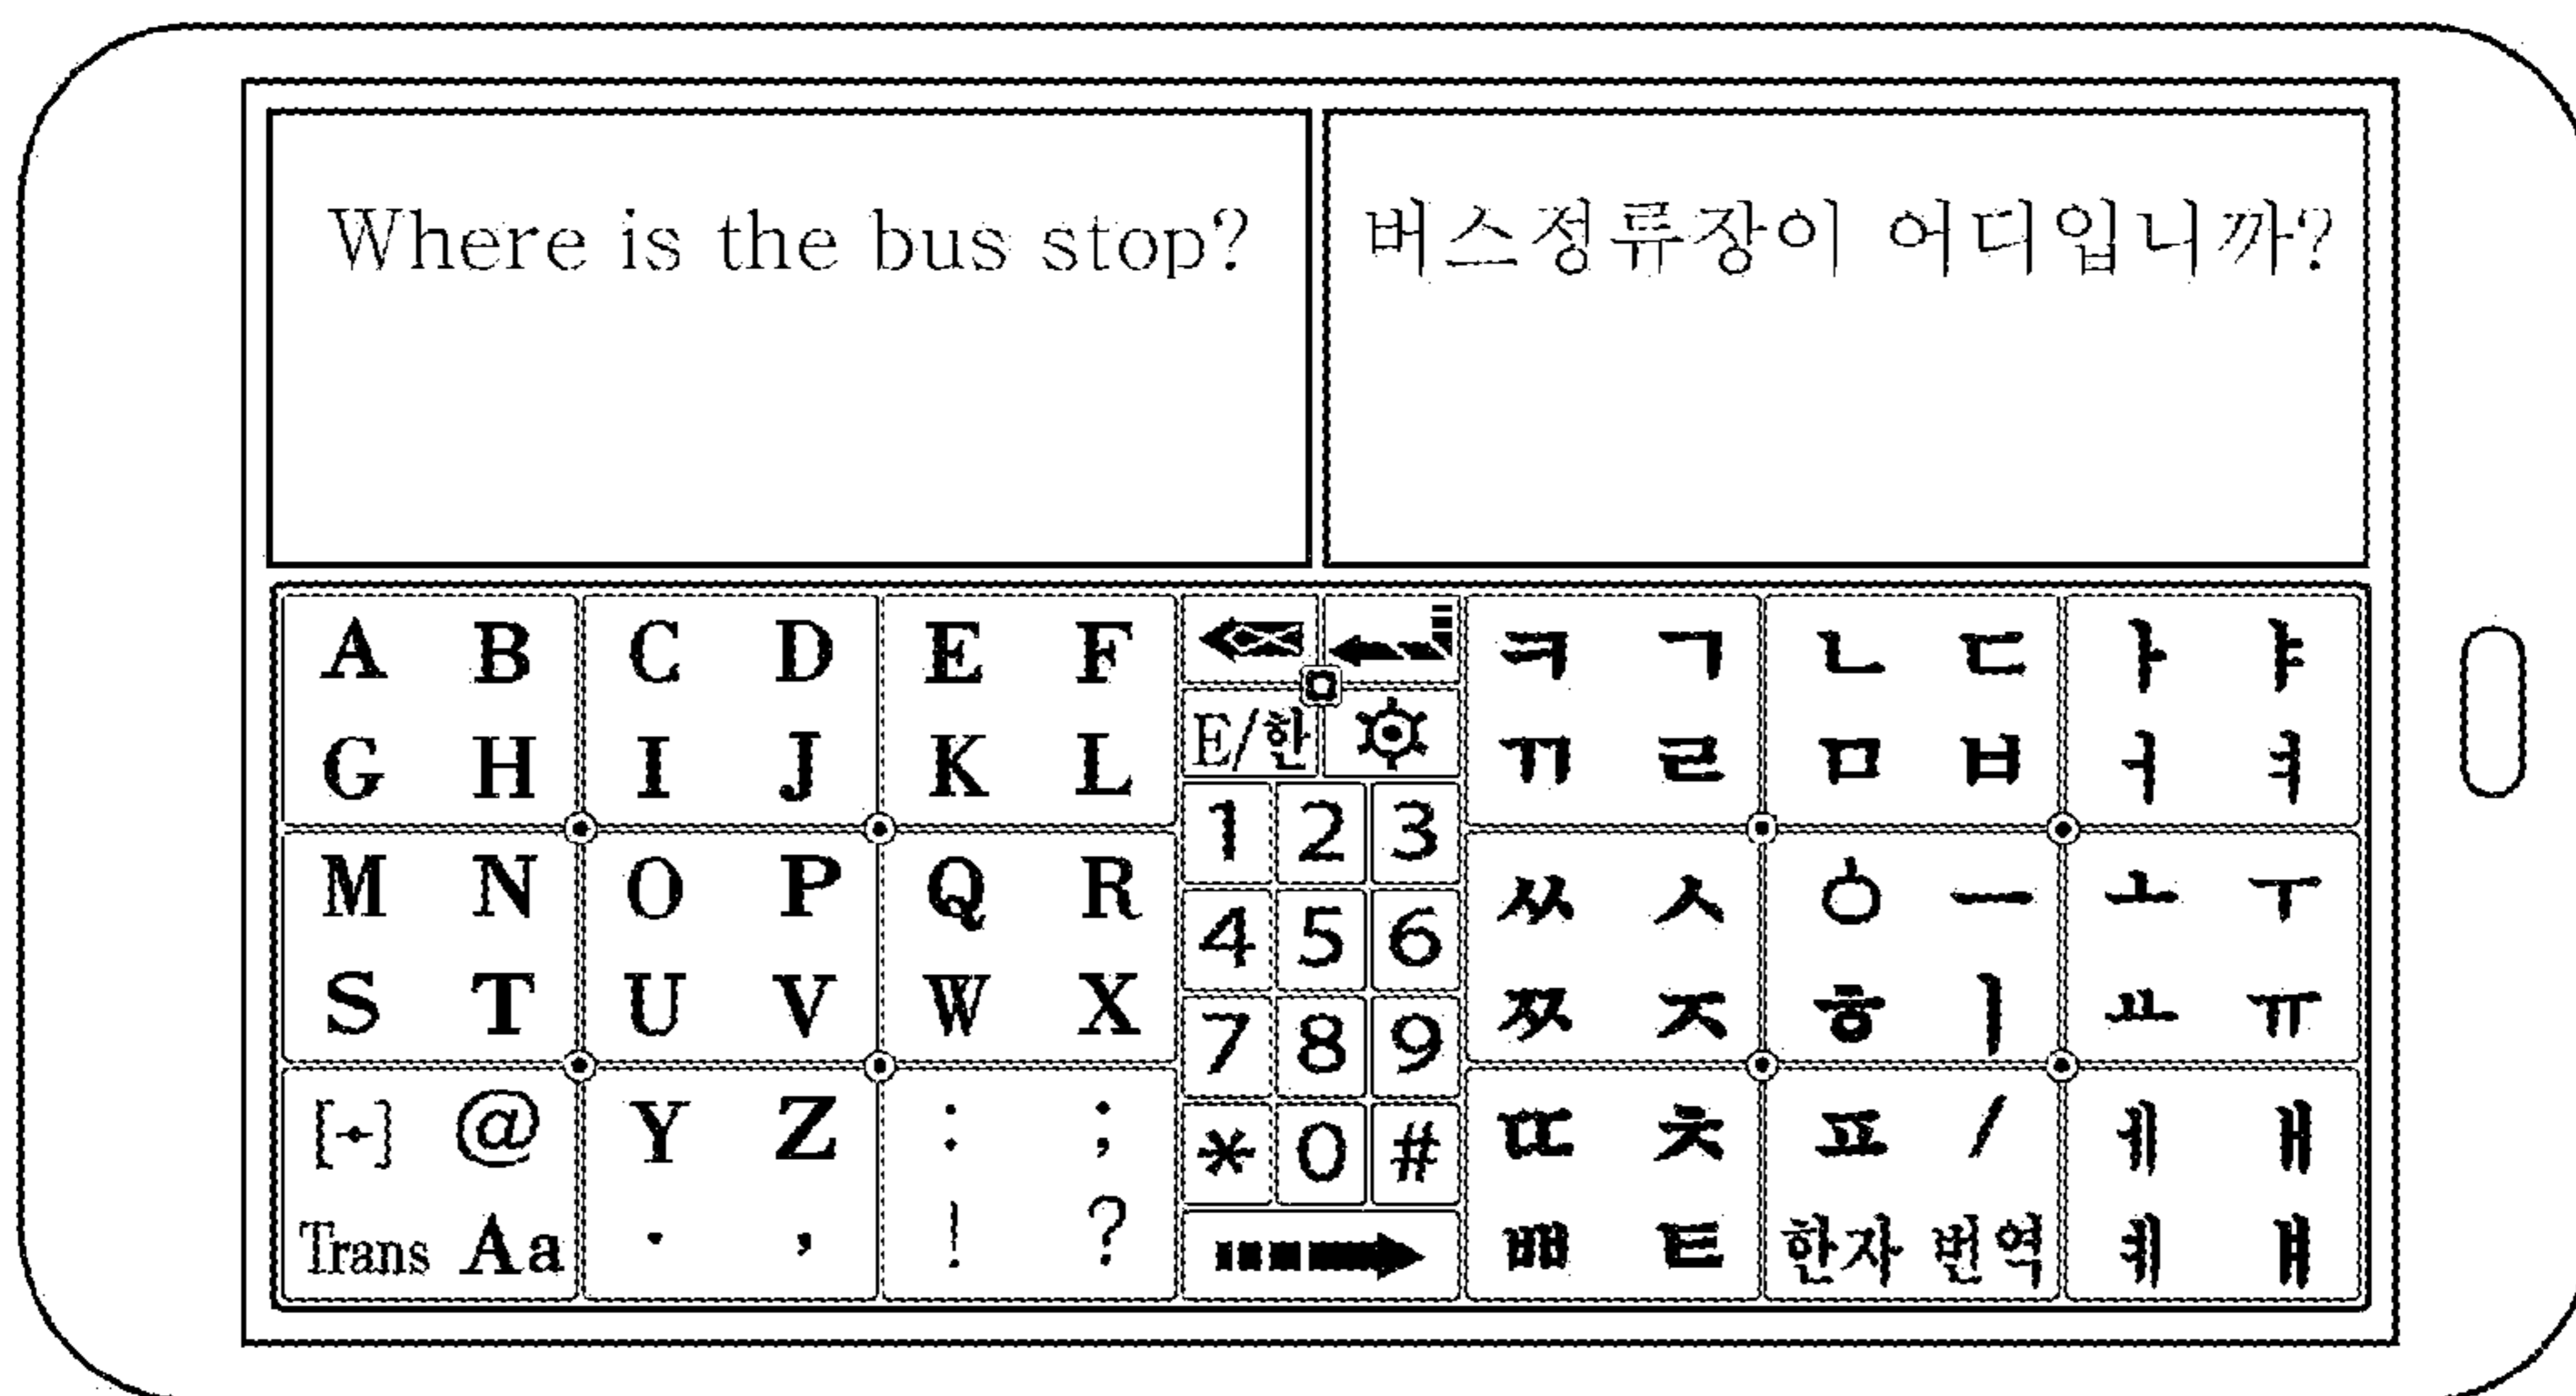 Where is the bus stop?
버스정류장이 어디입니까?
A B C D E F
G H I J K L
M N O P Q R
S T U V W X
[-] @ Y Z : ;
Trans Aa . , ! ?
E/한
1 2 3
4 5 6
7 8 9
* 0 #
ㅋ ㄱ ㄴ ㄷ ㅏ ㅑ
ㄲ ㄹ ㅁ ㅂ ㅓ ㅕ
ㅆ ㅅ ㅇ ㅡ ㅗ ㅜ
ㅉ ㅈ ㅎ ㅣ ㅛ ㅠ
ㄸ ㅊ ㅍ / ㅔ ㅐ
ㅃ ㅌ 한자 번역 ㅖ ㅒ